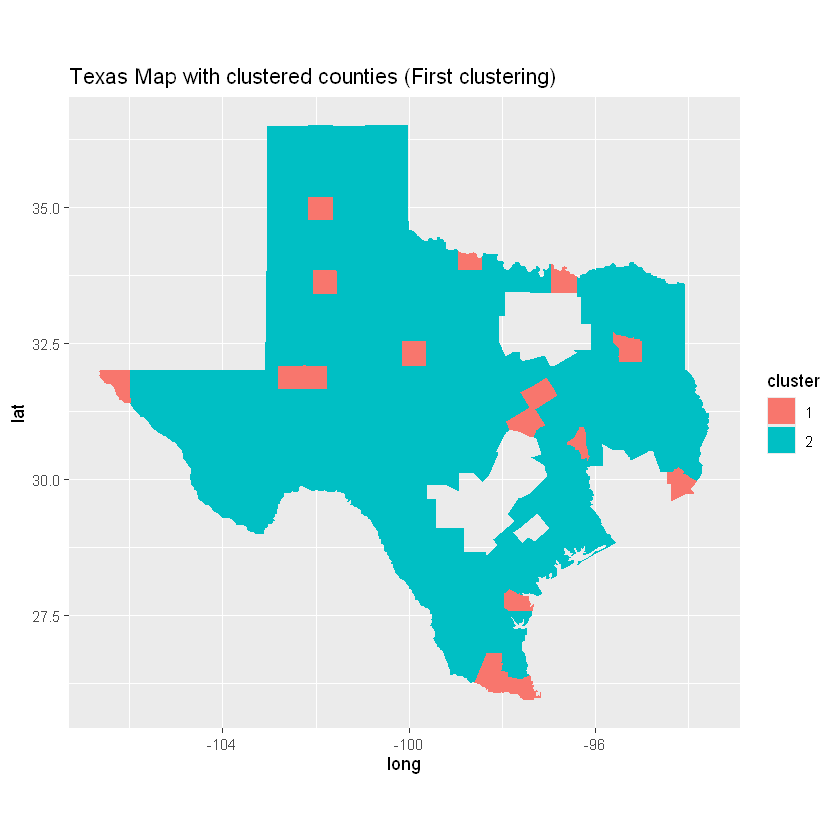 Texas Map with clustered counties (First clustering)
35.0
32.5
30.0
27.5
lat
-104
-100
-96
long
cluster
1
2